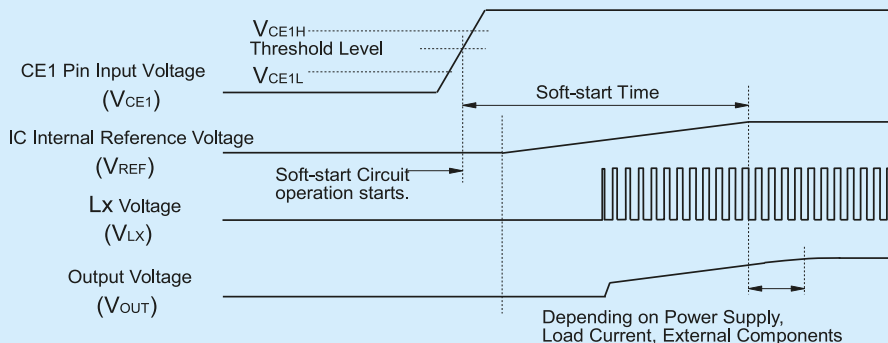 VCE1H
Threshold Level
VCE1L
CE1 Pin Input Voltage
(VCE1)
Soft-start Time
IC Internal Reference Voltage
(VREF)
Soft-start Circuit
operation starts.
Lx Voltage
(VLX)
Output Voltage
(VOUT)
Depending on Power Supply,
Load Current, External Components